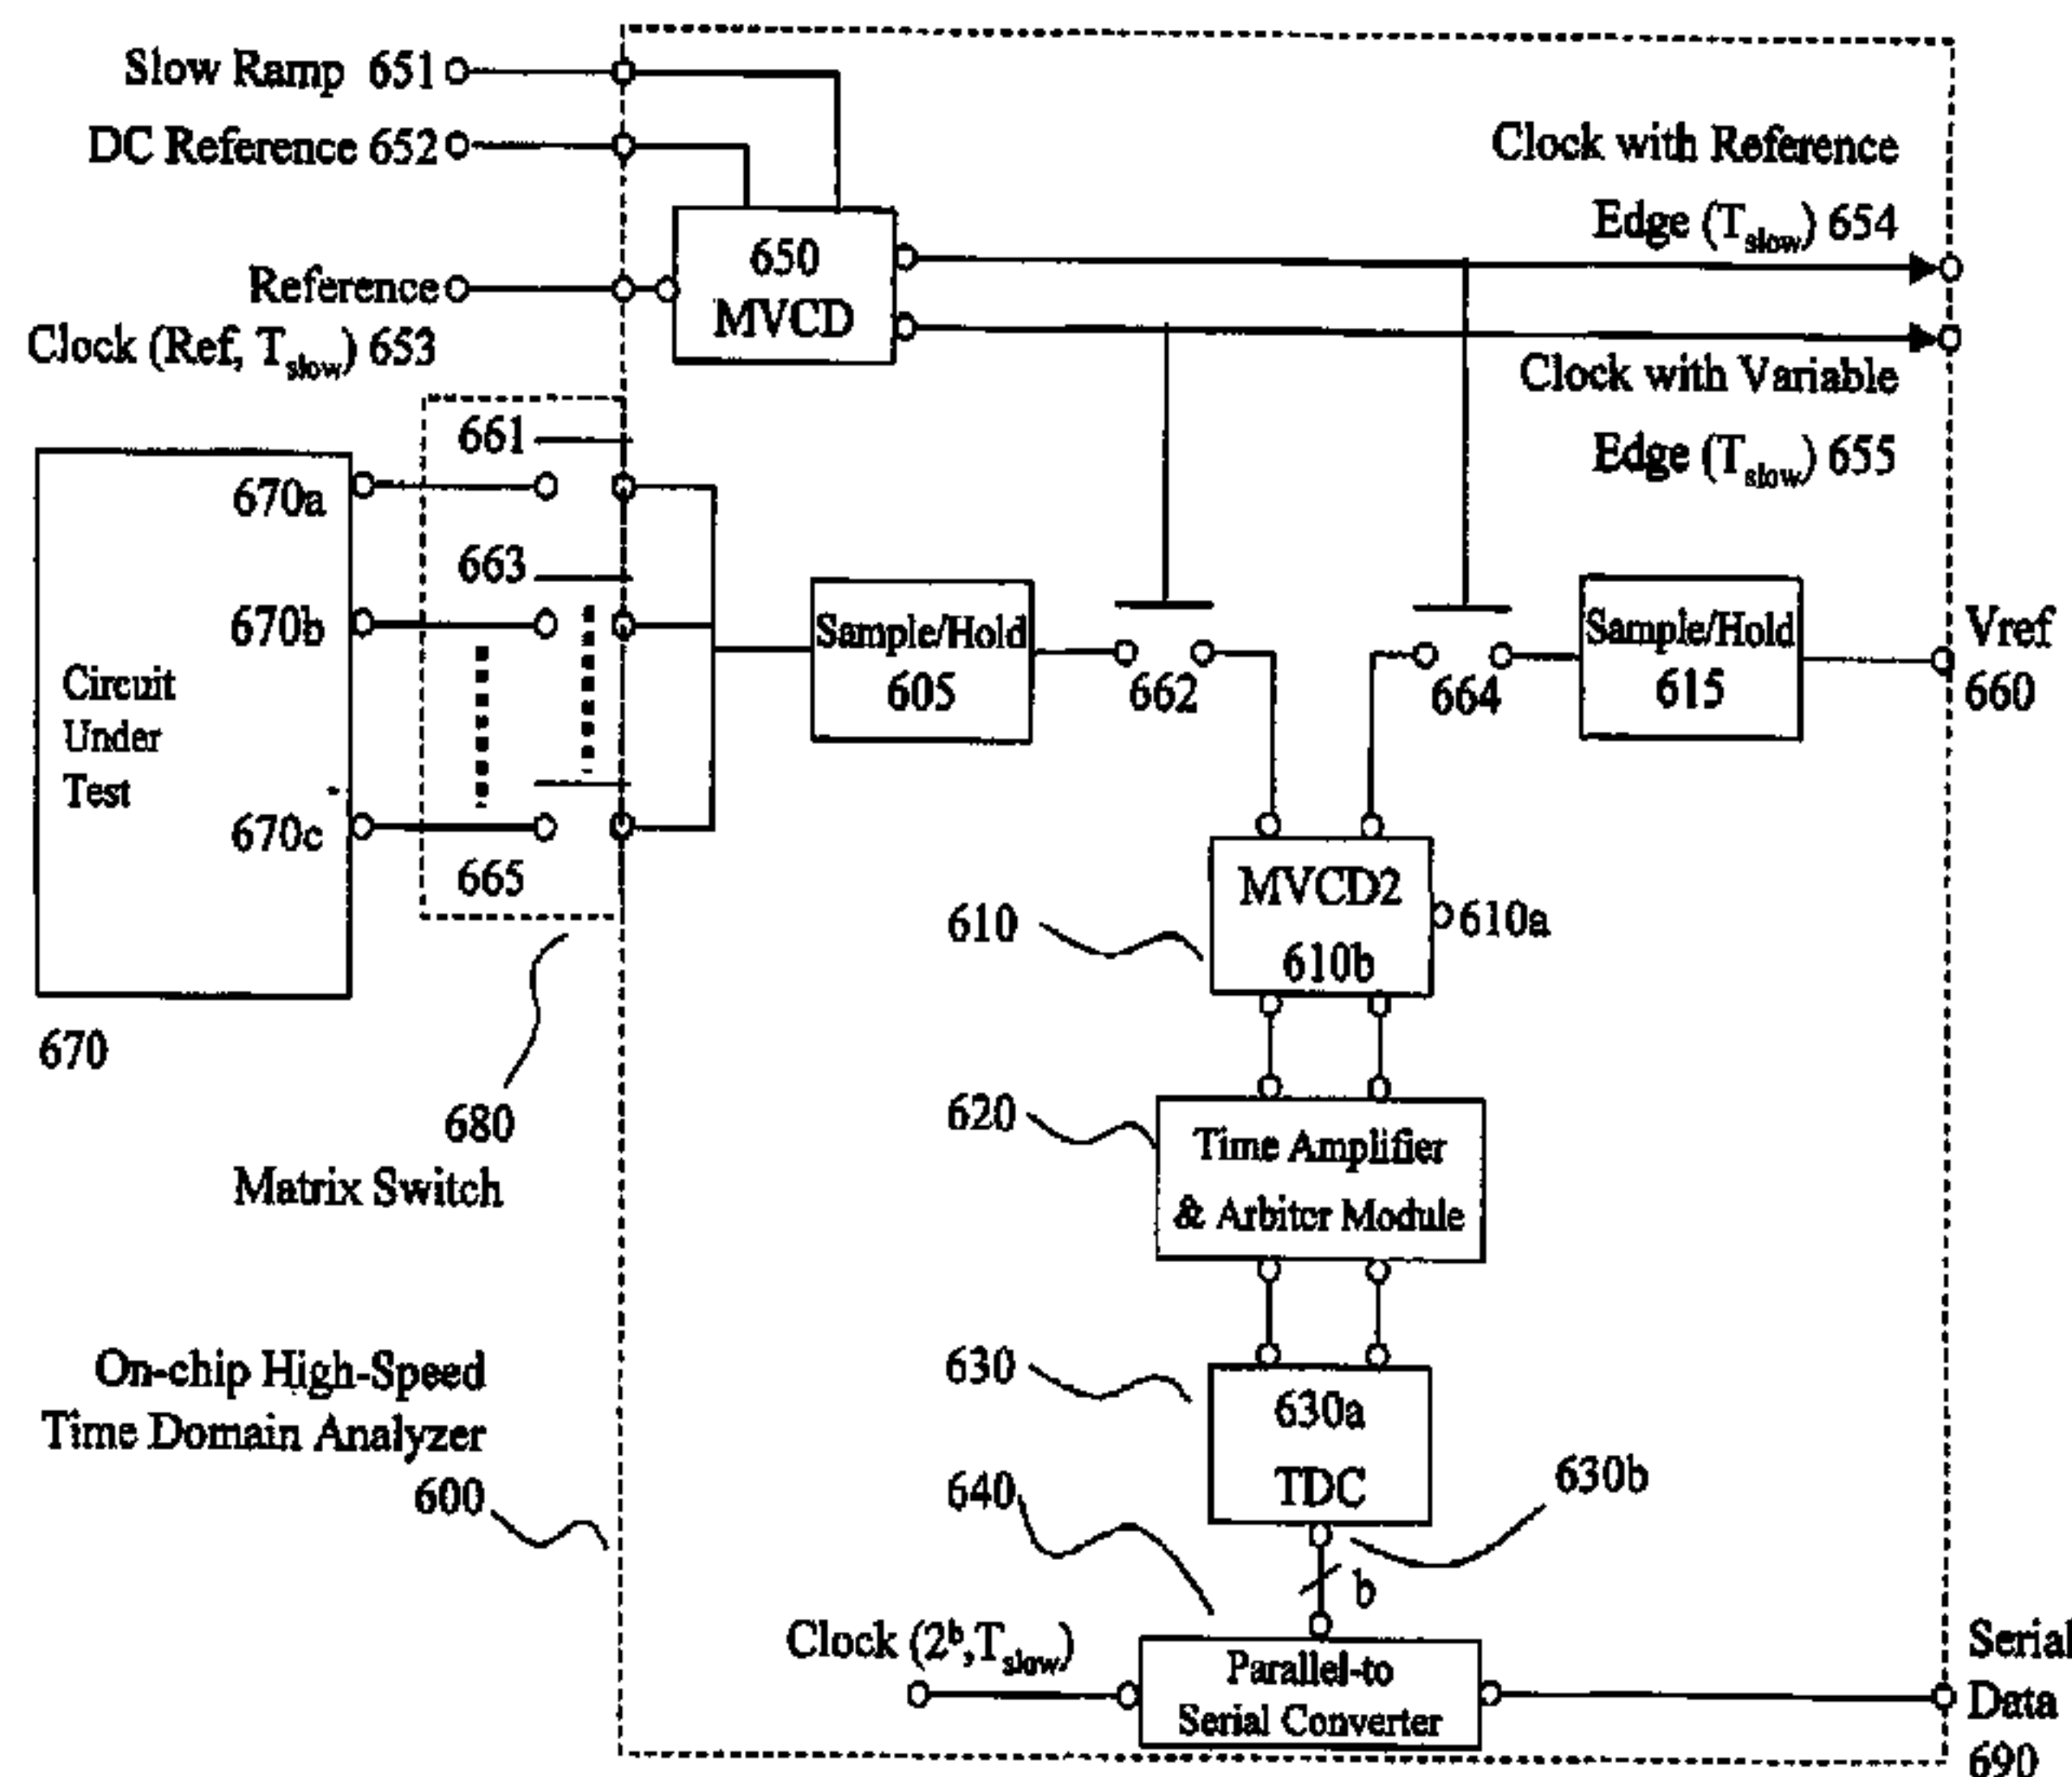 Slow Ramp 651
DC Reference 652
Reference
Clock (Ref, Tslow) 653
650
MVCD
Clock with Reference
Edge (Tslow) 654
Clock with Variable
Edge (Tslow) 655
661
670a
663
670b
Circuit
Under
Test
670c
665
670
680
Matrix Switch
Sample/Hold
605
662
664
Sample/Hold
615
Vref
660
MVCD2
610b
610
610a
620
Time Amplifier
& Arbiter Module
630
630a
TDC
630b
On-chip High-Speed
Time Domain Analyzer
600
640
b
Clock (2b,Tslow)
Parallel-to
Serial Converter
Serial
Data
690